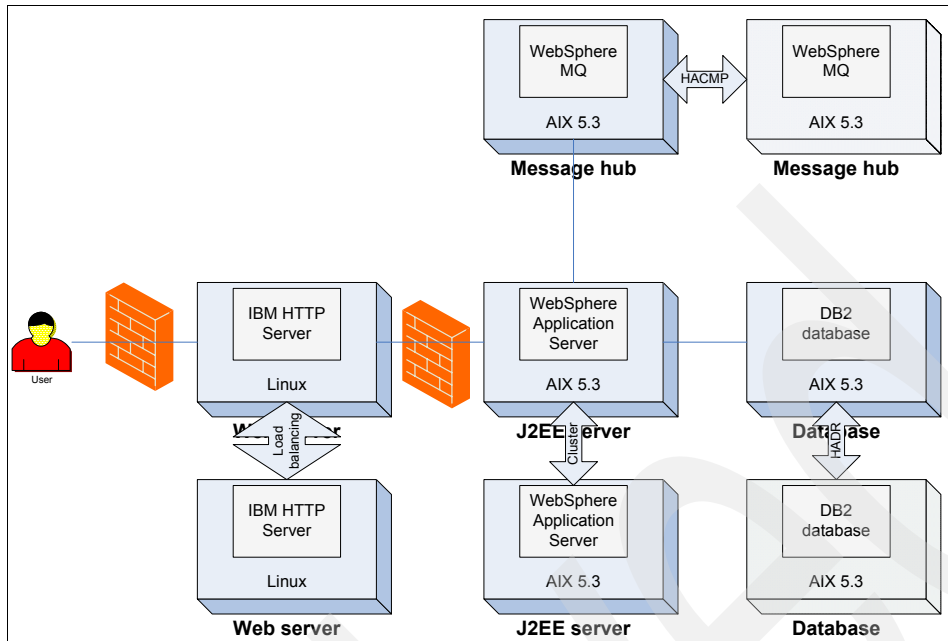 WebSphere
MQ
AIX 5.3
Message hub
HACMP
WebSphere
MQ
AIX 5.3
Message hub
User
IBM HTTP
Server
Linux
Load
balancing
WebSphere
Application
Server
AIX 5.3
J2EE server
Cluster
DB2
database
AIX 5.3
Database
HADR
IBM HTTP
Server
Linux
Web server
WebSphere
Application
Server
AIX 5.3
J2EE server
DB2
database
AIX 5.3
Database